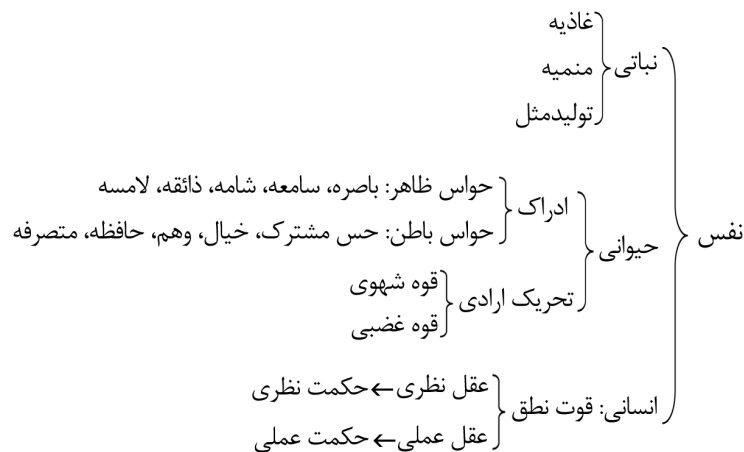 نفس
نباتی
غاذیه
منمیه
تولیدمثل
حیوانی
ادراک
حواس ظاهر: باصره، سامعه، شامه، ذائقه، لامسه
حواس باطن: حس مشترک، خیال، وهم، حافظه، متصرفه
تحریک ارادی
قوه شهوی
قوه غضبی
انسانی: قوت نطق
عقل نظری ← حکمت نظری
عقل عملی ← حکمت عملی